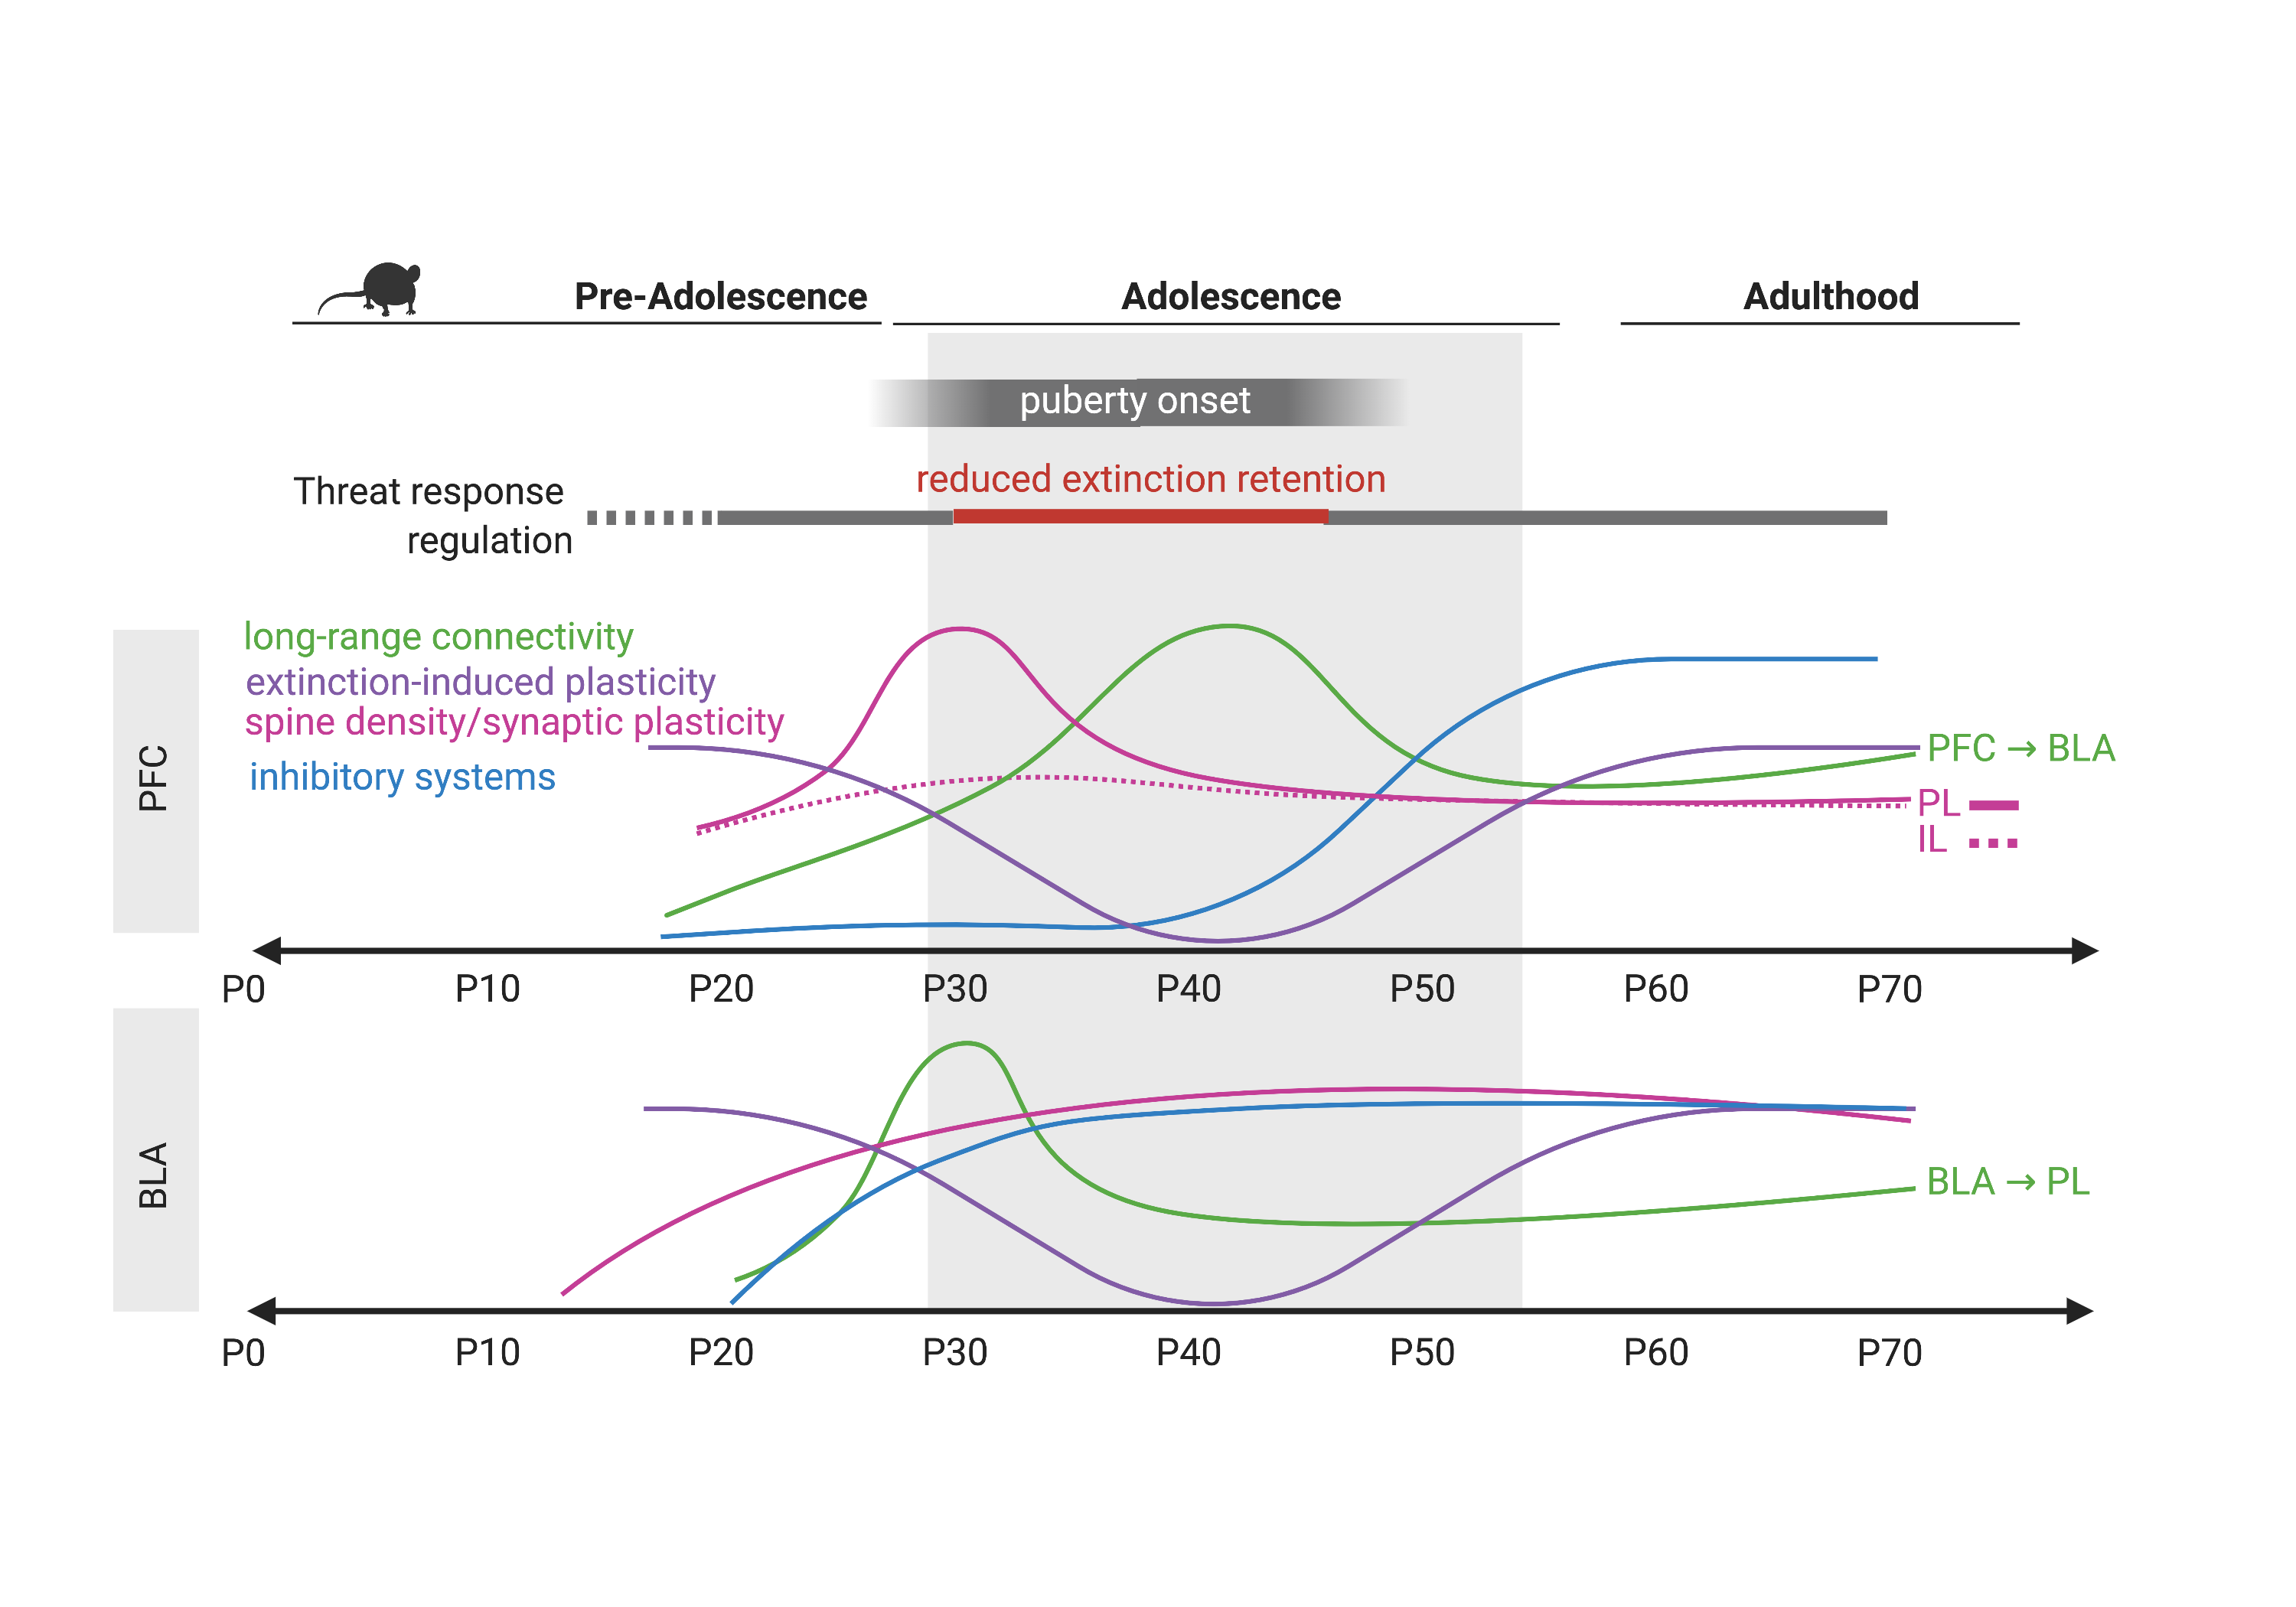 Pre-Adolescence
Adolescence
Adulthood
puberty onset
reduced extinction retention
Threat response
regulation
PFC
long-range connectivity
extinction-induced plasticity
spine density/synaptic plasticity
inhibitory systems
PFC → BLA
PL
IL
P0 P10 P20 P30 P40 P50 P60 P70
BLA
BLA → PL
P0 P10 P20 P30 P40 P50 P60 P70